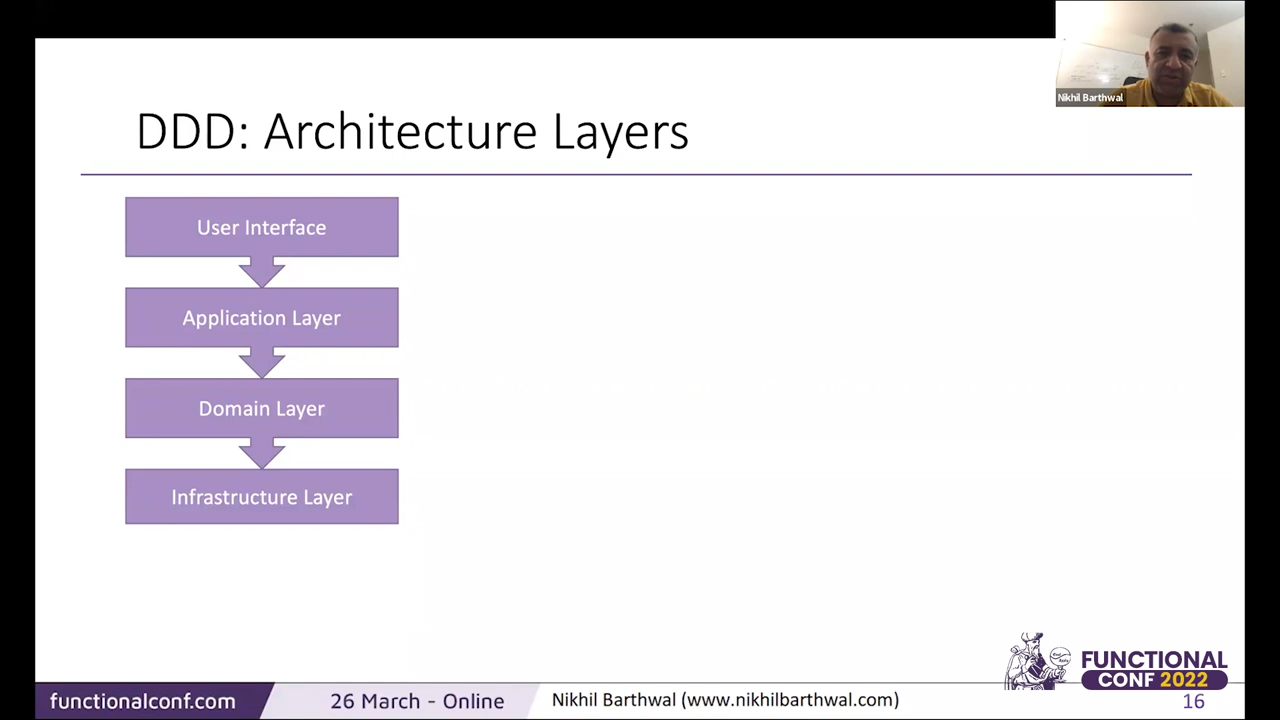 Nikhil Barthwal
DDD: Architecture Layers
User Interface
Application Layer
Domain Layer
Infrastructure Layer
FUNCTIONAL
CONF 2022
functionalconf.com
26 March - Online
Nikhil Barthwal (www.nikhilbarthwal.com)
16